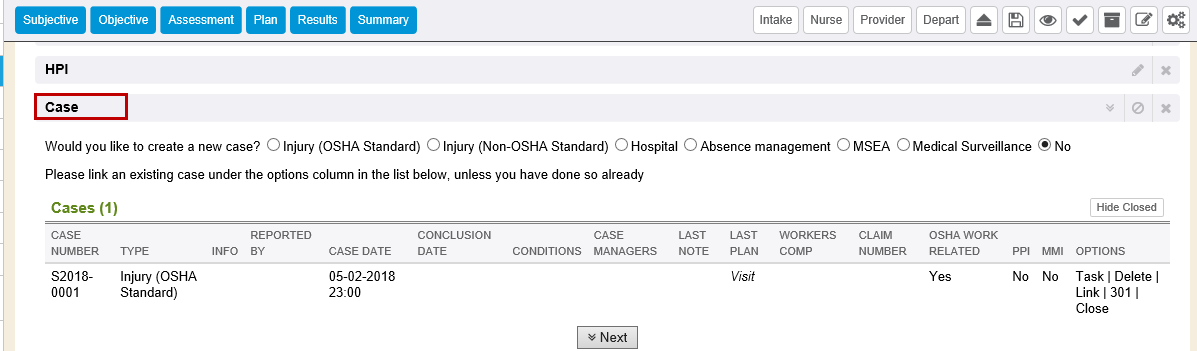 Subjective Objective Assessment Plan Results Summary Intake Nurse Provider Depart
HPI
Case
Would you like to create a new case? Injury (OSHA Standard) Injury (Non-OSHA Standard) Hospital Absence management MSEA Medical Surveillance No
Please link an existing case under the options column in the list below, unless you have done so already
Cases (1) Hide Closed
CASE NUMBER TYPE INFO REPORTED BY CASE DATE CONCLUSION DATE CONDITIONS CASE MANAGERS LAST NOTE LAST PLAN WORKERS COMP CLAIM NUMBER OSHA WORK RELATED PPI MMI OPTIONS
S2018- Injury (OSHA 05-02-2018 Visit Yes No No Task | Delete |
0001 Standard) 23:00 Link | 301 |
Close
Next